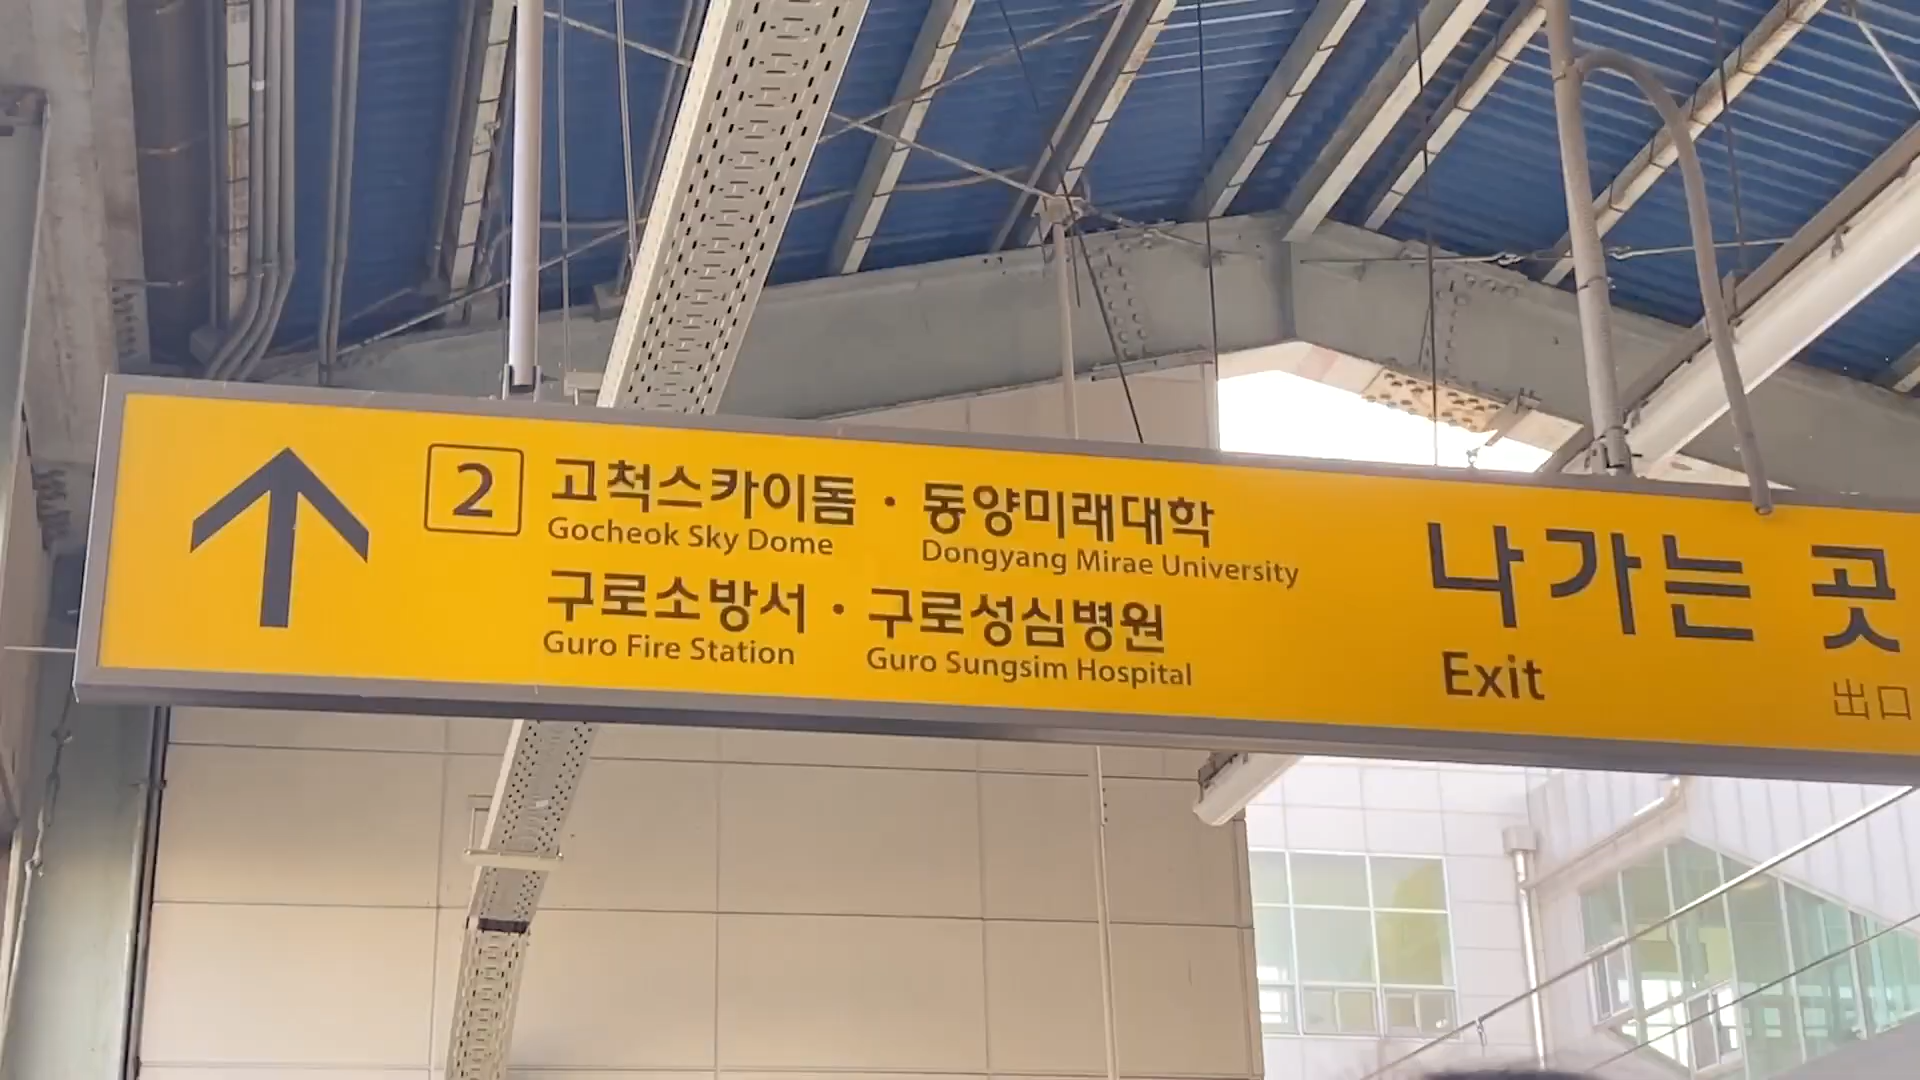 2 고척스카이돔 · 동양미래대학
Gocheok Sky Dome Dongyang Mirae University
구로소방서 · 구로성심병원
Guro Fire Station Guro Sungsim Hospital
나가는 곳
Exit 出口